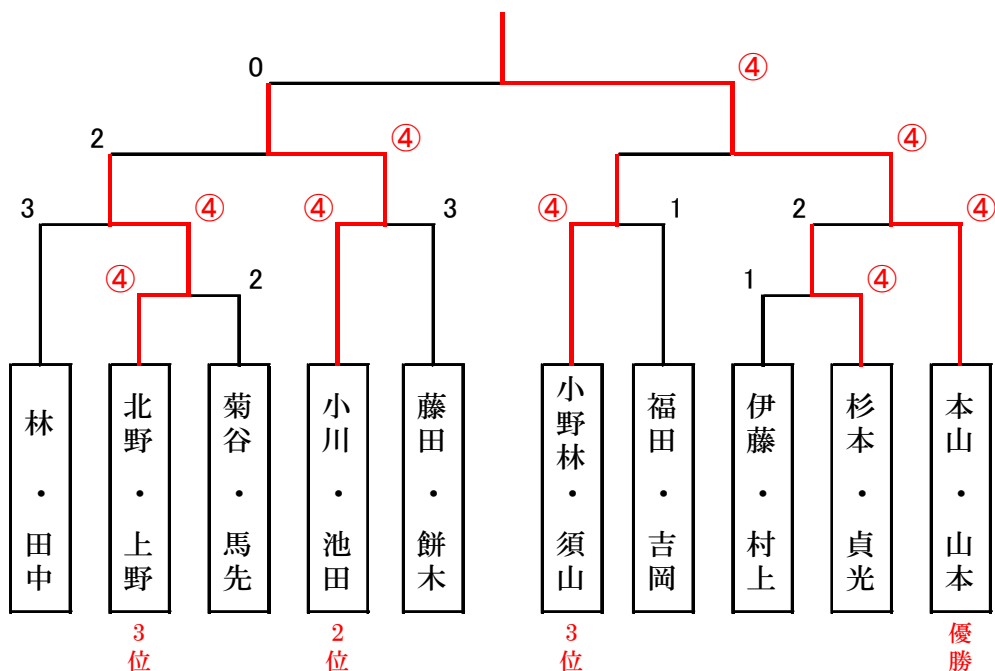 0
④
2
④
④
3
④
④
3
④
1
2
④
④
2
1
④
林・田中
北野・上野
菊谷・馬先
小川・池田
藤田・餅木
小野林・須山
福田・吉岡
伊藤・村上
杉本・貞光
本山・山本
3位
2位
3位
優勝